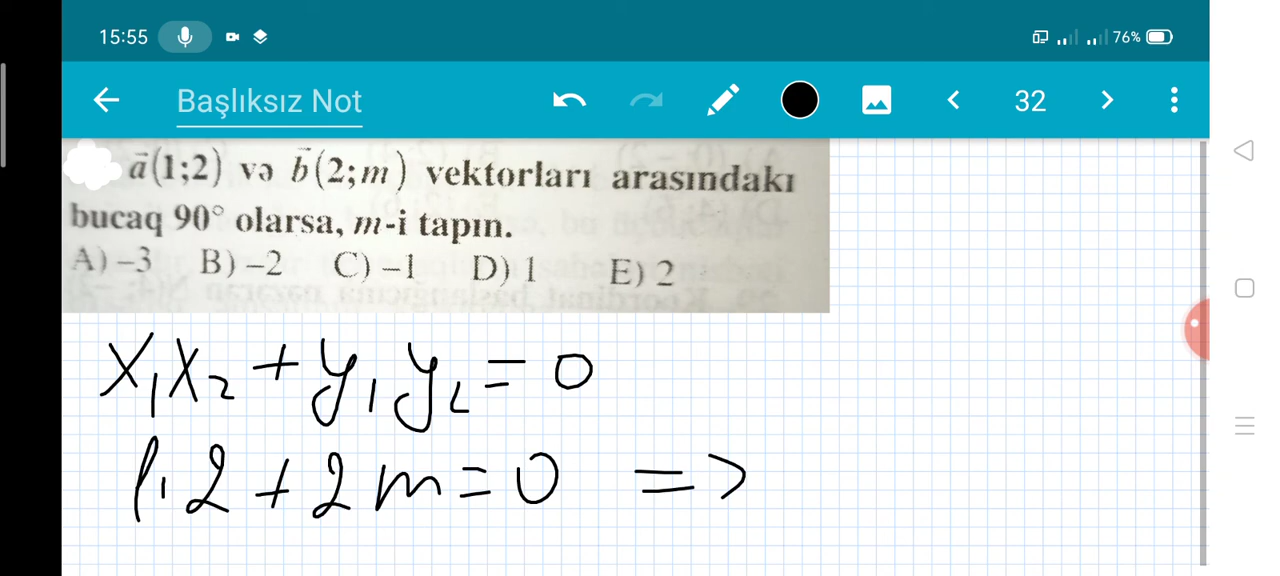 15:55 76%
Başlıksız Not 32
a⃗(1;2) və b⃗(2;m) vektorları arasındakı
bucaq 90° olarsa, m-i tapın.
A) –3 B) –2 C) –1 D) 1 E) 2
x₁x₂ + y₁y₂ = 0
1·2 + 2m = 0 =>